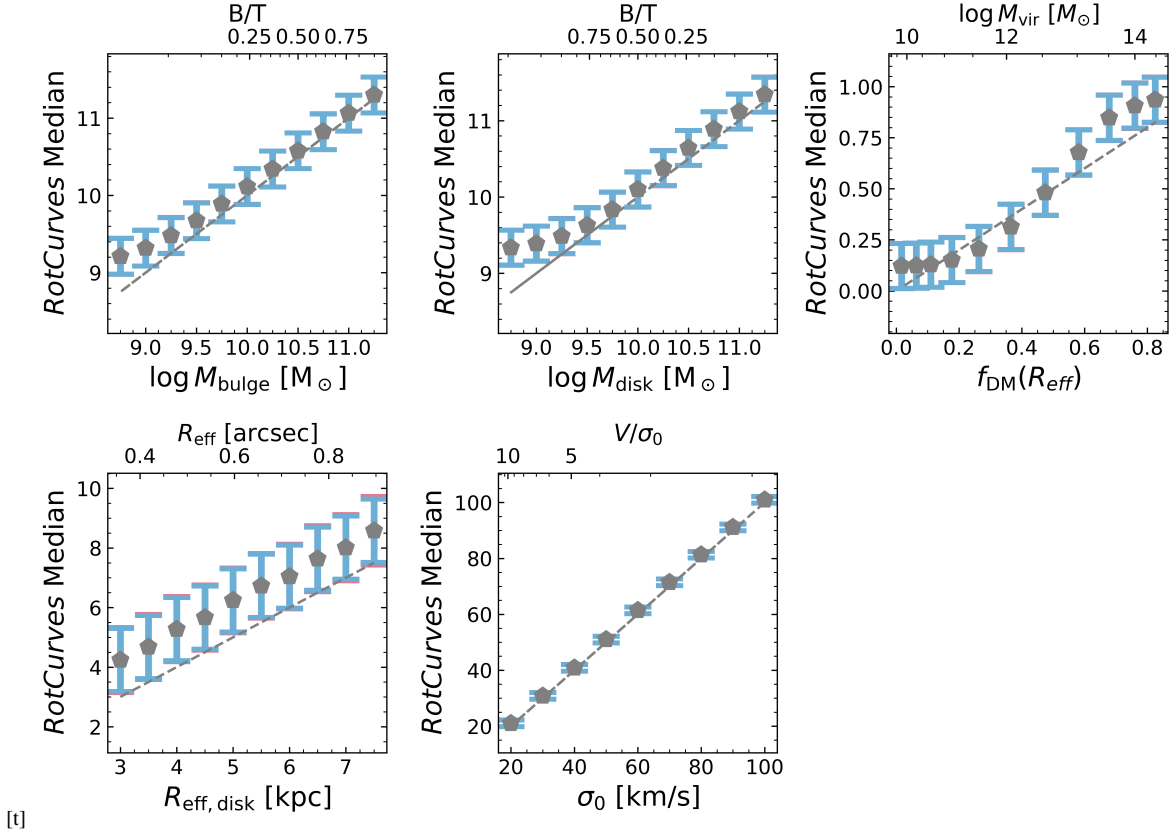 B/T
0.25 0.50 0.75
RotCurves Median
11
10
9
9.0 9.5 10.0 10.5 11.0
log M_bulge [M_⊙]
B/T
0.75 0.50 0.25
RotCurves Median
11
10
9
9.0 9.5 10.0 10.5 11.0
log M_disk [M_⊙]
log M_vir [M_⊙]
10 12 13 14
RotCurves Median
1.00
0.75
0.50
0.25
0.00
0.0 0.2 0.4 0.6 0.8
f_DM(R_eff)
R_eff [arcsec]
0.4 0.6 0.8
RotCurves Median
10
8
6
4
2
3 4 5 6 7
R_eff, disk [kpc]
V/σ_0
10 5
RotCurves Median
100
80
60
40
20
20 40 60 80 100
σ_0 [km/s]
[t]